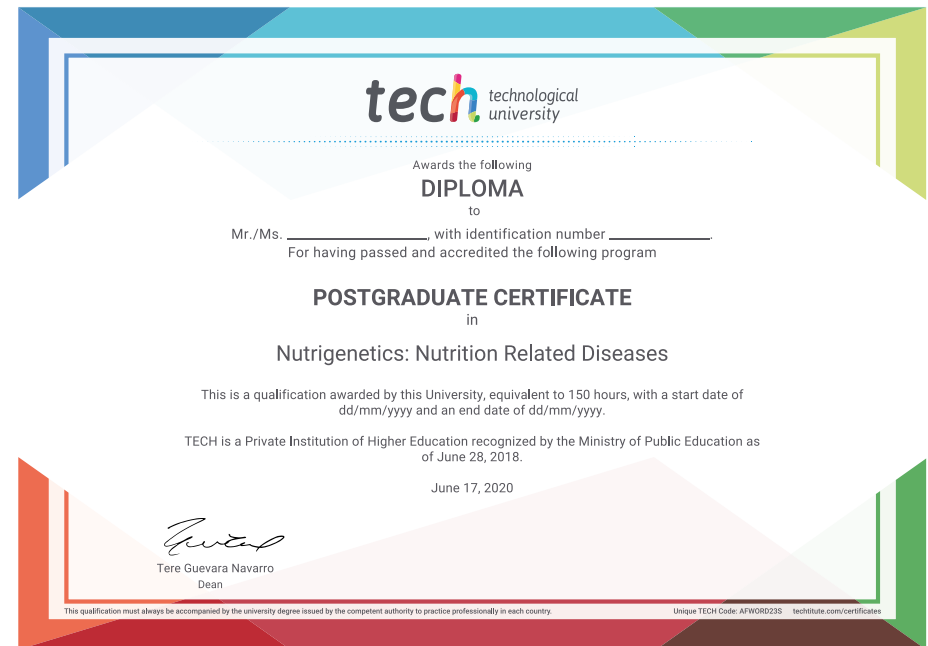 tech technological
university
Awards the following
DIPLOMA
to
Mr./Ms. ____________________, with identification number ______________.
For having passed and accredited the following program
POSTGRADUATE CERTIFICATE
in
Nutrigenetics: Nutrition Related Diseases
This is a qualification awarded by this University, equivalent to 150 hours, with a start date of
dd/mm/yyyy and an end date of dd/mm/yyyy.
TECH is a Private Institution of Higher Education recognized by the Ministry of Public Education as
of June 28, 2018.
June 17, 2020
Tere Guevara Navarro
Dean
This qualification must always be accompanied by the university degree issued by the competent authority to practice professionally in each country.
Unique TECH Code: AFWORD23S techtitute.com/certificates